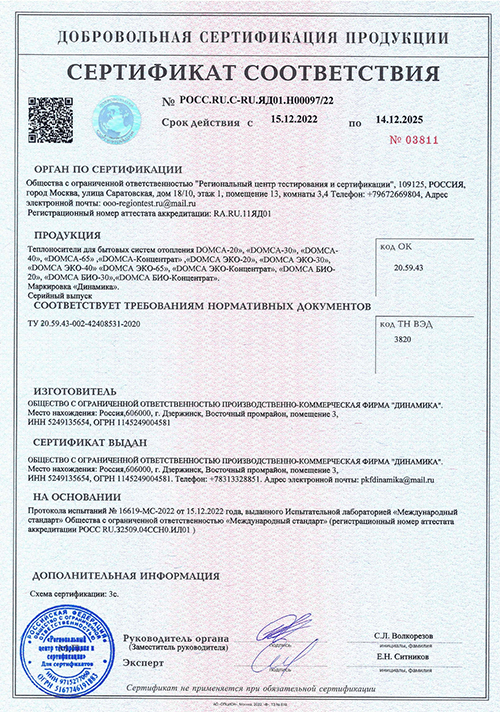 ДОБРОВОЛЬНАЯ СЕРТИФИКАЦИЯ ПРОДУКЦИИ
СЕРТИФИКАТ СООТВЕТСТВИЯ
№ РОСС.RU.С-RU.ЯД01.Н00097/22
Срок действия с 15.12.2022 по 14.12.2025
№ 03811
ОРГАН ПО СЕРТИФИКАЦИИ
Общества с ограниченной ответственностью "Региональный центр тестирования и сертификации", 109125, РОССИЯ,
город Москва, улица Саратовская, дом 18/10, этаж 1, помещение 13, комнаты 3,4 Телефон: +79672669804, Адрес
электронной почты: ooo-regiontest.ru@mail.ru
Регистрационный номер аттестата аккредитации: RA.RU.11ЯД01
ПРОДУКЦИЯ
Теплоносители для бытовых систем отопления DOMCA-20», «DOMCA-30», «DOMCA-
40», «DOMCA-65» ,«DOMCA-Концентрат» ,«DOMCA ЭКО-20», «DOMCA ЭКО-30»,
«DOMCA ЭКО-40» «DOMCA ЭКО-65», «DOMCA ЭКО-Концентрат», «DOMCA БИО-
20», «DOMCA БИО-30»,«DOMCA БИО-Концентрат».
Маркировка «Динамика».
Серийный выпуск
код ОК
20.59.43
СООТВЕТСТВУЕТ ТРЕБОВАНИЯМ НОРМАТИВНЫХ ДОКУМЕНТОВ
ТУ 20.59.43-002-42408531-2020
код ТН ВЭД
3820
ИЗГОТОВИТЕЛЬ
ОБЩЕСТВО С ОГРАНИЧЕННОЙ ОТВЕТСТВЕННОСТЬЮ ПРОИЗВОДСТВЕННО-КОММЕРЧЕСКАЯ ФИРМА "ДИНАМИКА".
Место нахождения: Россия,606000, г. Дзержинск, Восточный промрайон, помещение 3,
ИНН 5249135654, ОГРН 1145249004581
СЕРТИФИКАТ ВЫДАН
ОБЩЕСТВО С ОГРАНИЧЕННОЙ ОТВЕТСТВЕННОСТЬЮ ПРОИЗВОДСТВЕННО-КОММЕРЧЕСКАЯ ФИРМА "ДИНАМИКА".
Место нахождения: Россия,606000, г. Дзержинск, Восточный промрайон, помещение 3,
ИНН 5249135654, ОГРН 1145249004581. Телефон: +78313328851. Адрес электронной почты: pkfdinamika@mail.ru
НА ОСНОВАНИИ
Протокола испытаний № 16619-МС-2022 от 15.12.2022 года, выданного Испытательной лабораторией «Международный
стандарт» Общества с ограниченной ответственностью «Международный стандарт» (регистрационный номер аттестата
аккредитации РОСС RU.32509.04ССН0.ИЛ01 )
ДОПОЛНИТЕЛЬНАЯ ИНФОРМАЦИЯ
Схема сертификации: 3с.
РОССИЙСКАЯ ФЕДЕРАЦИЯ
ОБЩЕСТВО С ОГРАНИЧЕННОЙ ОТВЕТСТВЕННОСТЬЮ
«Региональный
центр тестирования и
сертификации»
Для сертификатов
ОГРН 5167746191883
Руководитель органа
(Заместитель руководителя)
подпись
С.Л. Волкорезов
инициалы, фамилия
Эксперт
подпись
Е.Н. Ситников
инициалы, фамилия
Сертификат не применяется при обязательной сертификации